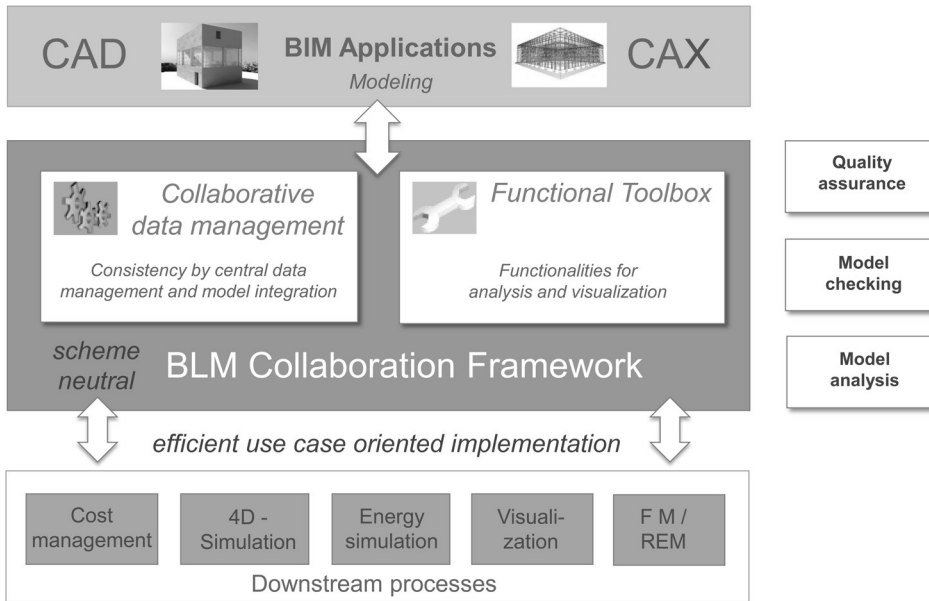 CAD
BIM Applications
Modeling
CAX
Collaborative
data management
Consistency by central data
management and model integration
Functional Toolbox
Functionalities for
analysis and visualization
scheme
neutral
BLM Collaboration Framework
Quality
assurance
Model
checking
Model
analysis
efficient use case oriented implementation
Cost
management
4D -
Simulation
Energy
simulation
Visuali-
zation
F M /
REM
Downstream processes